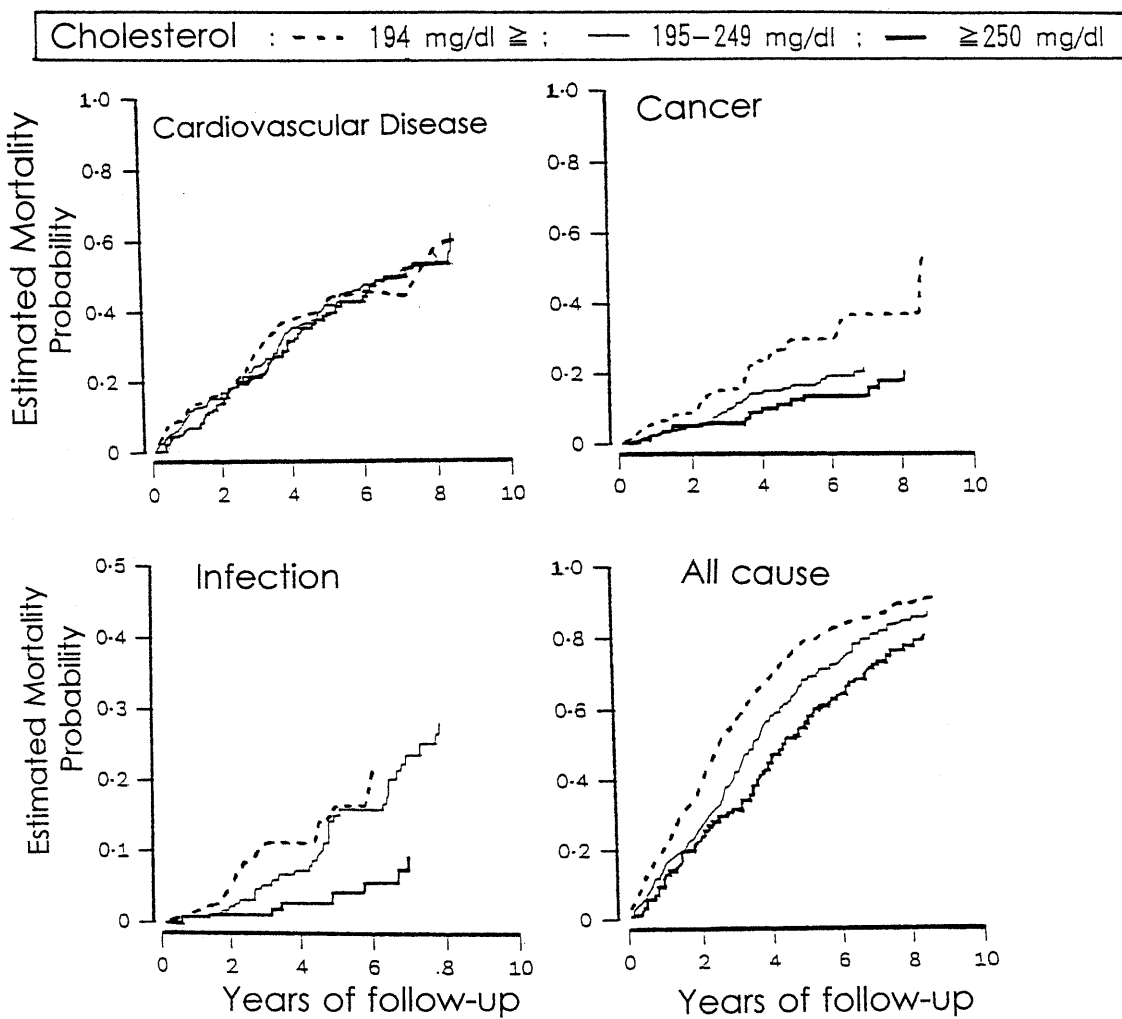 Cholesterol : --- 194 mg/dl ≧ ; — 195–249 mg/dl ; — ≧250 mg/dl
Cardiovascular Disease
Estimated Mortality
Probability
1·0
0·8
0·6
0·4
0·2
0
0 2 4 6 8 10
Cancer
1·0
0·8
0·6
0·4
0·2
0
0 2 4 6 8 10
Infection
Estimated Mortality
Probability
0·5
0·4
0·3
0·2
0·1
0
0 2 4 6 .8 10
Years of follow-up
All cause
1·0
0·8
0·6
0·4
0·2
0
0 2 4 6 8 10
Years of follow-up